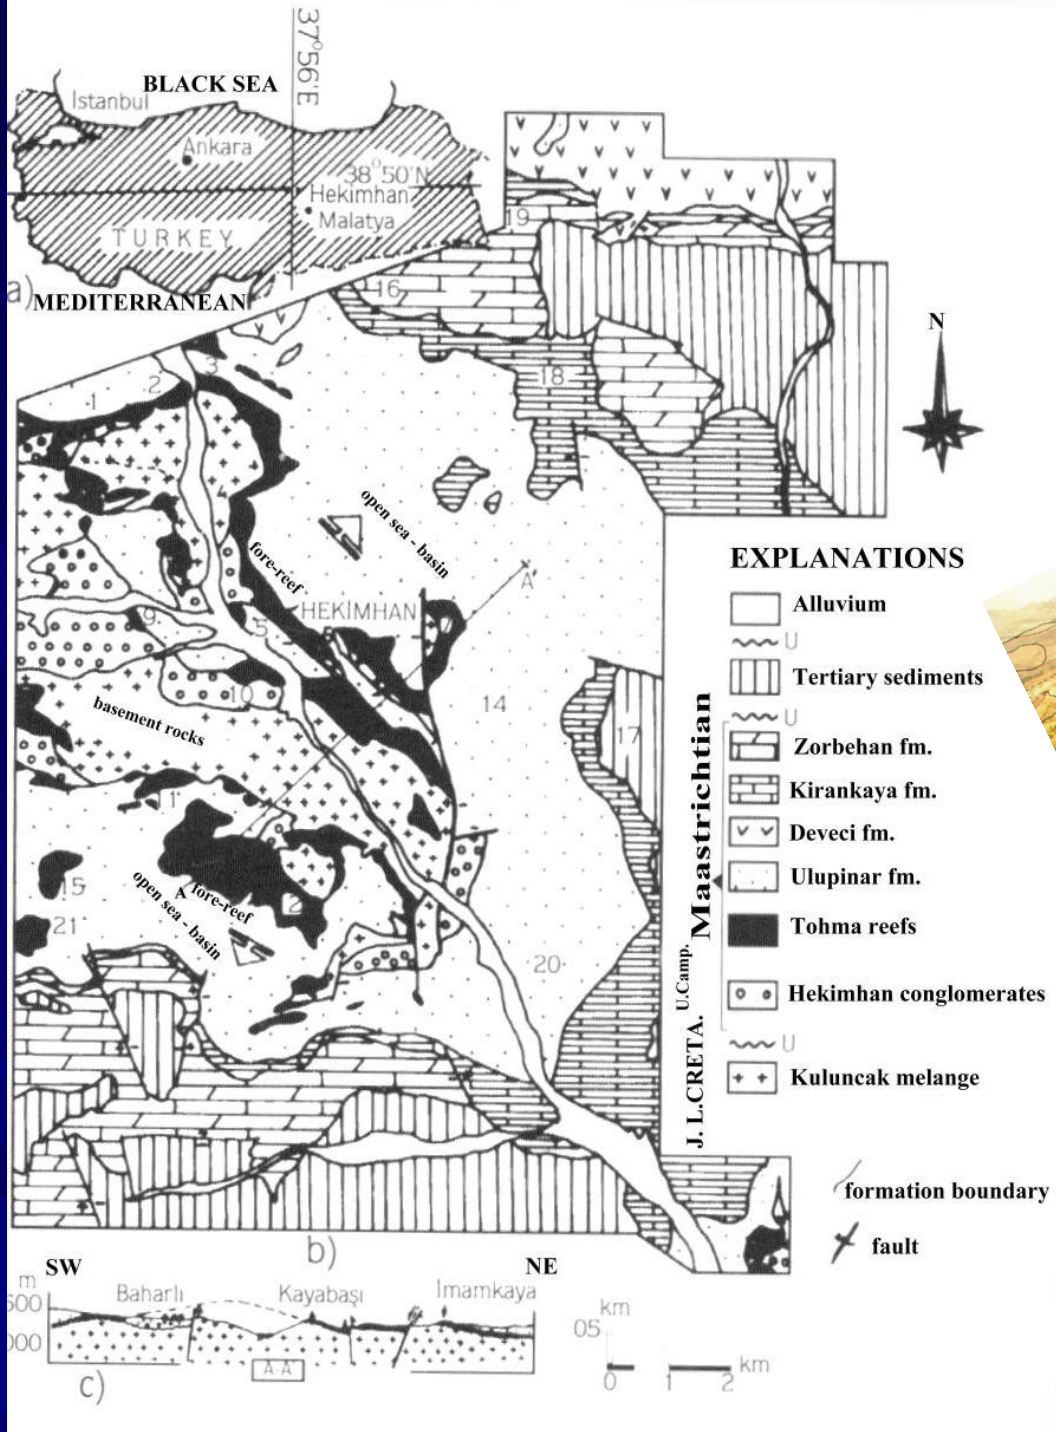 37°56'E
BLACK SEA
Istanbul
Ankara
38°50'N
Hekimhan
Malatya
TURKEY
a)
MEDITERRANEAN
19
16
18
N
3
2
1
4
open sea - basin
fore-reef
A'
HEKIMHAN
9
5
7
10
14
17
basement rocks
11
15
A
fore-reef
open sea - basin
2
21
20
EXPLANATIONS
Alluvium
U
Tertiary sediments
U
Zorbehan fm.
Kirankaya fm.
Deveci fm.
Ulupinar fm.
Tohma reefs
Hekimhan conglomerates
U
Kuluncak melange
Maastrichtian
U.Camp.
J. L.CRETA.
formation boundary
fault
b)
SW
NE
m
Baharlı
Kayabaşı
Imamkaya
A-A'
c)
km
05
0 1 2 km